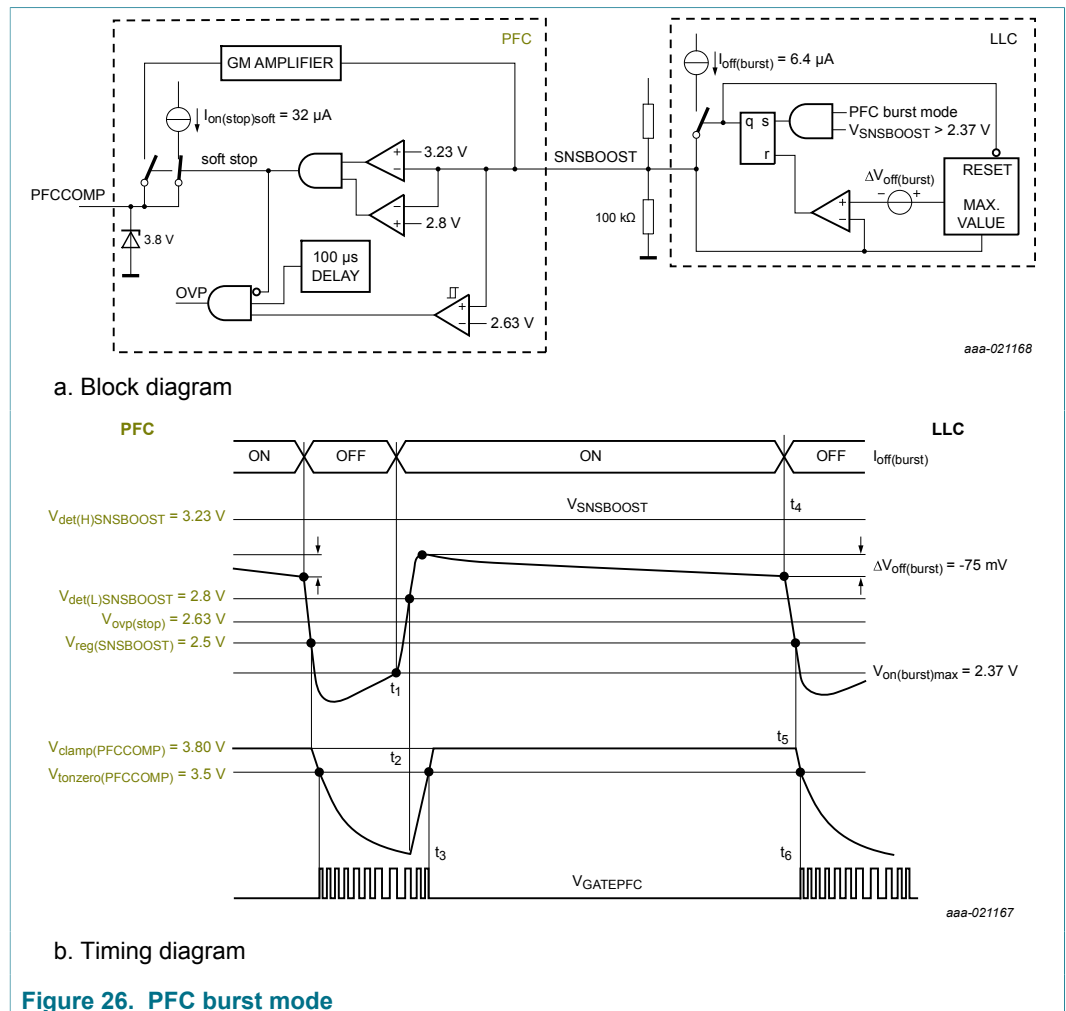 PFC
LLC
GM AMPLIFIER
Ioff(burst) = 6.4 µA
Ion(stop)soft = 32 µA
PFC burst mode
VSNSBOOST > 2.37 V
q s
r
soft stop
+ 3.23 V
−
SNSBOOST
PFCCOMP
−
+ 2.8 V
ΔVoff(burst)
− +
RESET
MAX.
VALUE
+
−
3.8 V
100 kΩ
100 µs
DELAY
OVP
+
− 2.63 V
aaa-021168
a. Block diagram
PFC
LLC
ON
OFF
ON
OFF
Ioff(burst)
VSNSBOOST
t4
Vdet(H)SNSBOOST = 3.23 V
ΔVoff(burst) = -75 mV
Vdet(L)SNSBOOST = 2.8 V
Vovp(stop) = 2.63 V
Vreg(SNSBOOST) = 2.5 V
Von(burst)max = 2.37 V
t1
t5
Vclamp(PFCCOMP) = 3.80 V
t2
Vtonzero(PFCCOMP) = 3.5 V
t3
t6
VGATEPFC
aaa-021167
b. Timing diagram
Figure 26. PFC burst mode